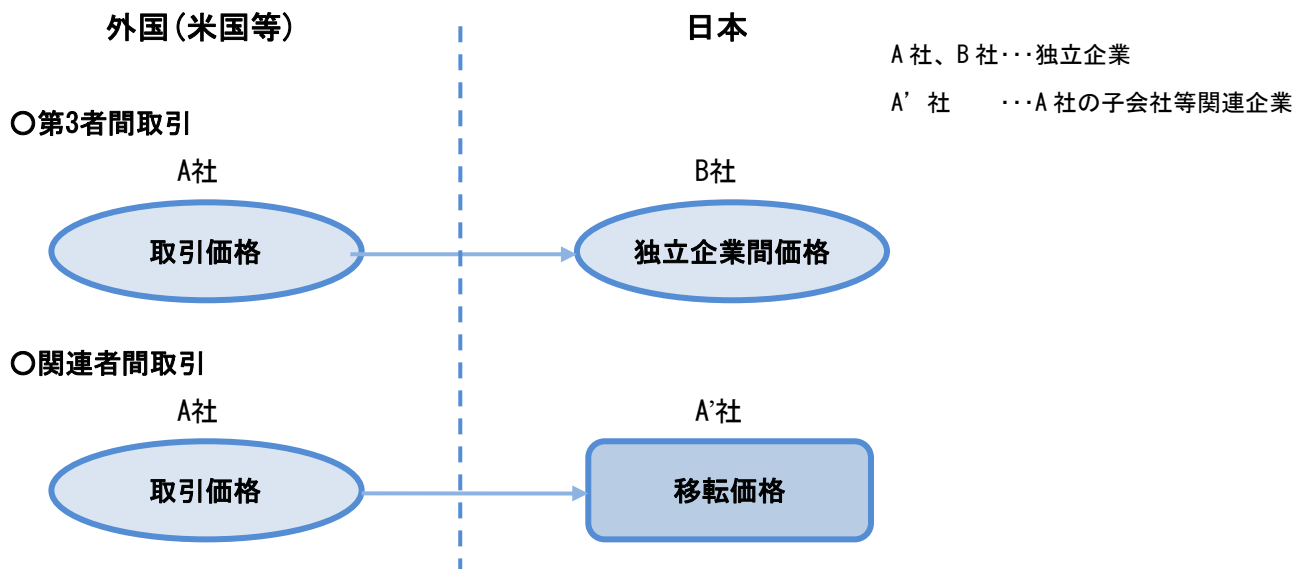 外国(米国等)
日本
A社、B社･･･独立企業
A’社　　･･･A社の子会社等関連企業
〇第3者間取引
A社
B社
取引価格
独立企業間価格
〇関連者間取引
A社
A’社
取引価格
移転価格